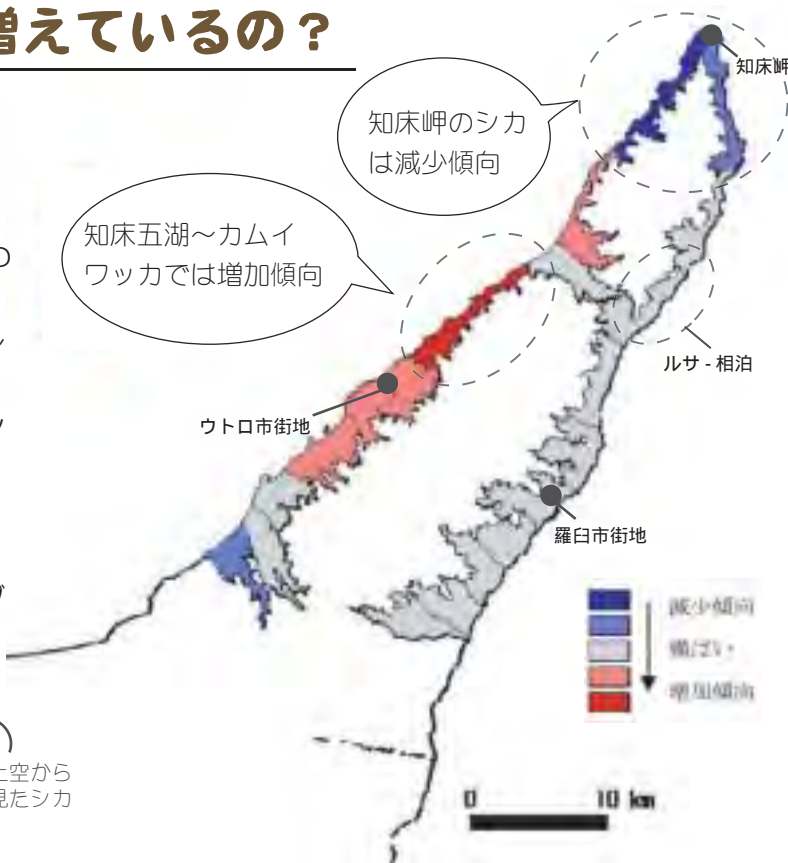 増えているの？
知床岬
知床岬のシカ
は減少傾向
知床五湖～カムイ
ワッカでは増加傾向
ルサ - 相泊
ウトロ市街地
羅臼市街地
減少傾向
横ばい
増加傾向
上空から
見たシカ
0 10 km